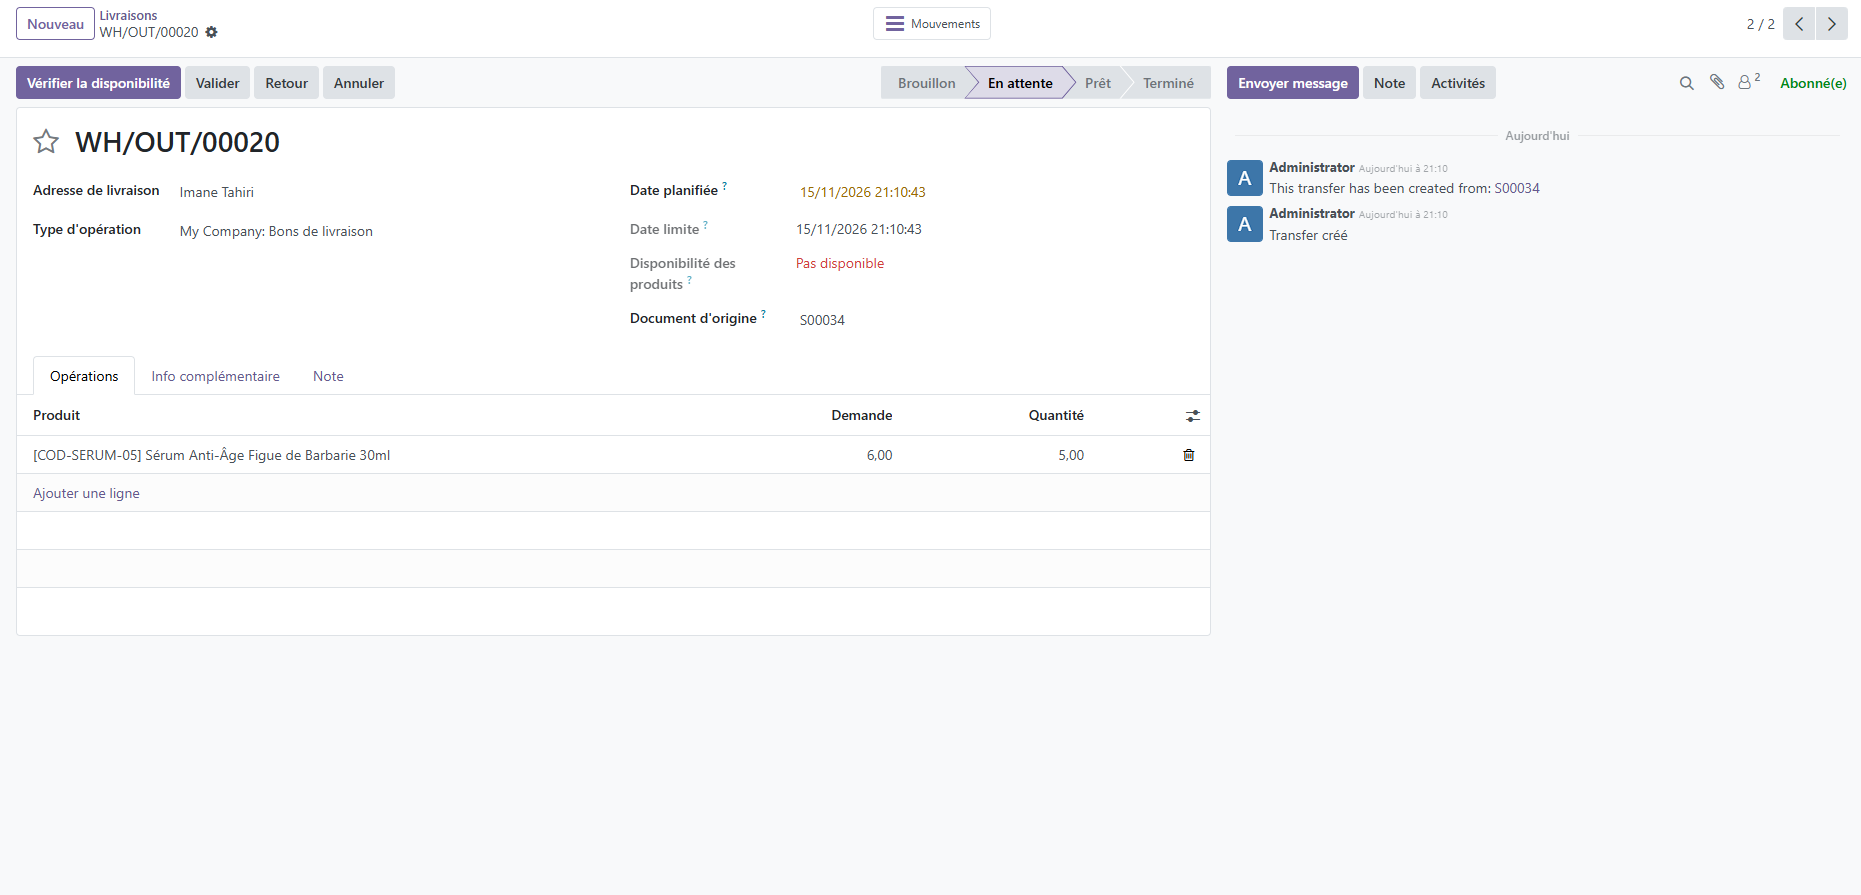 Nouveau
Livraisons
WH/OUT/00020
Mouvements
2 / 2
Vérifier la disponibilité
Valider
Retour
Annuler
Brouillon
En attente
Prêt
Terminé
Envoyer message
Note
Activités
2
Abonné(e)
WH/OUT/00020
Adresse de livraison
Imane Tahiri
Type d'opération
My Company: Bons de livraison
Date planifiée ?
15/11/2026 21:10:43
Date limite ?
15/11/2026 21:10:43
Disponibilité des
produits ?
Pas disponible
Document d'origine ?
S00034
Opérations
Info complémentaire
Note
Produit
Demande
Quantité
[COD-SERUM-05] Sérum Anti-Âge Figue de Barbarie 30ml
6,00
5,00
Ajouter une ligne
Aujourd'hui
A
Administrator Aujourd'hui à 21:10
This transfer has been created from: S00034
A
Administrator Aujourd'hui à 21:10
Transfer créé